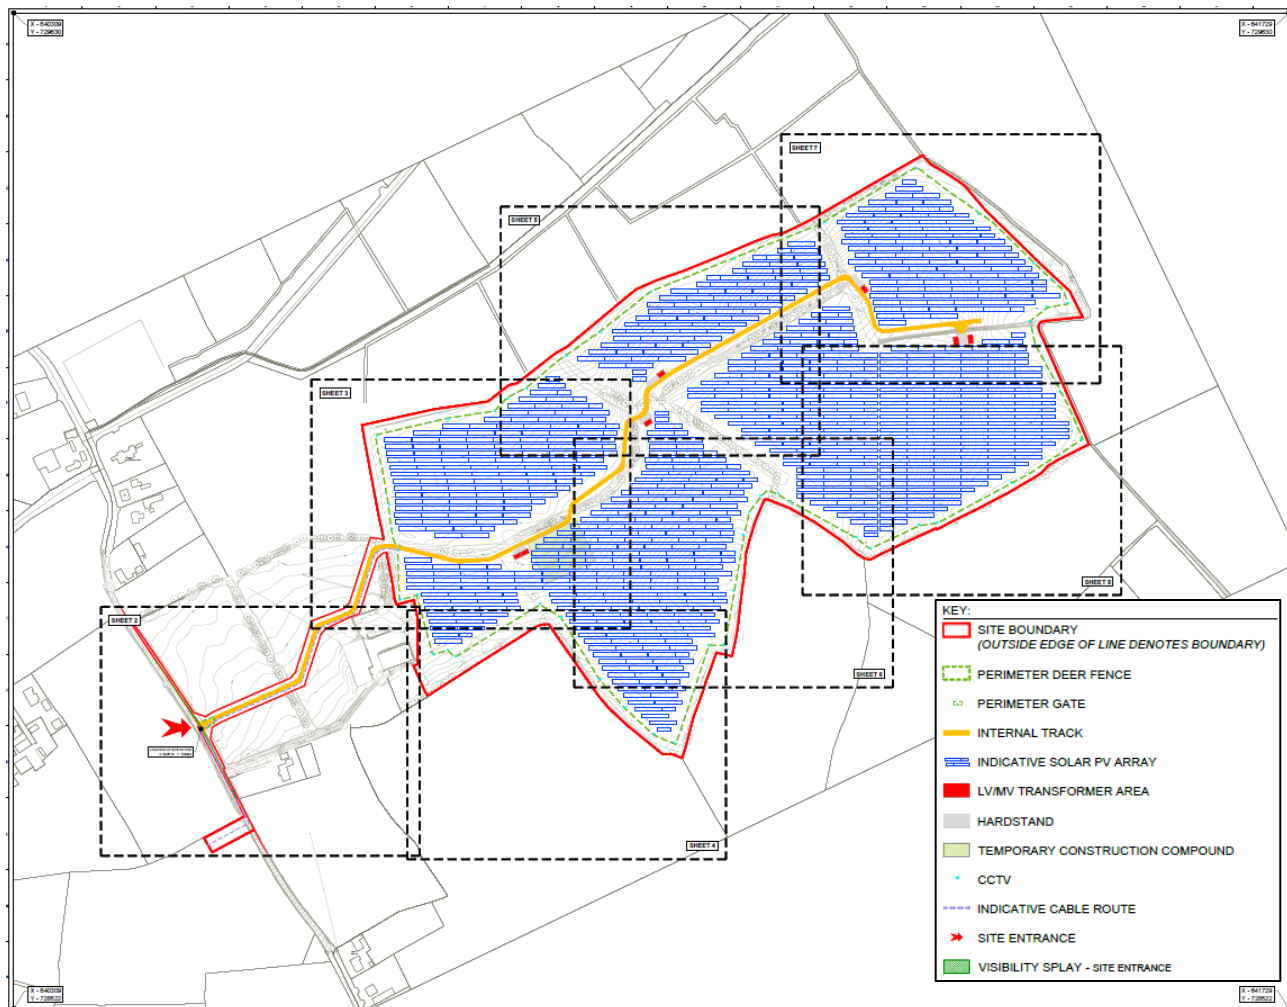 X - 640309
Y - 729630
X - 641729
Y - 729630
SHEET 7
SHEET 5
SHEET 3
SHEET 2
SHEET 8
SHEET 6
SHEET 4
KEY:
SITE BOUNDARY
(OUTSIDE EDGE OF LINE DENOTES BOUNDARY)
PERIMETER DEER FENCE
PERIMETER GATE
INTERNAL TRACK
INDICATIVE SOLAR PV ARRAY
LV/MV TRANSFORMER AREA
HARDSTAND
TEMPORARY CONSTRUCTION COMPOUND
CCTV
INDICATIVE CABLE ROUTE
SITE ENTRANCE
VISIBILITY SPLAY - SITE ENTRANCE
X - 640309
Y - 728522
X - 641729
Y - 728522